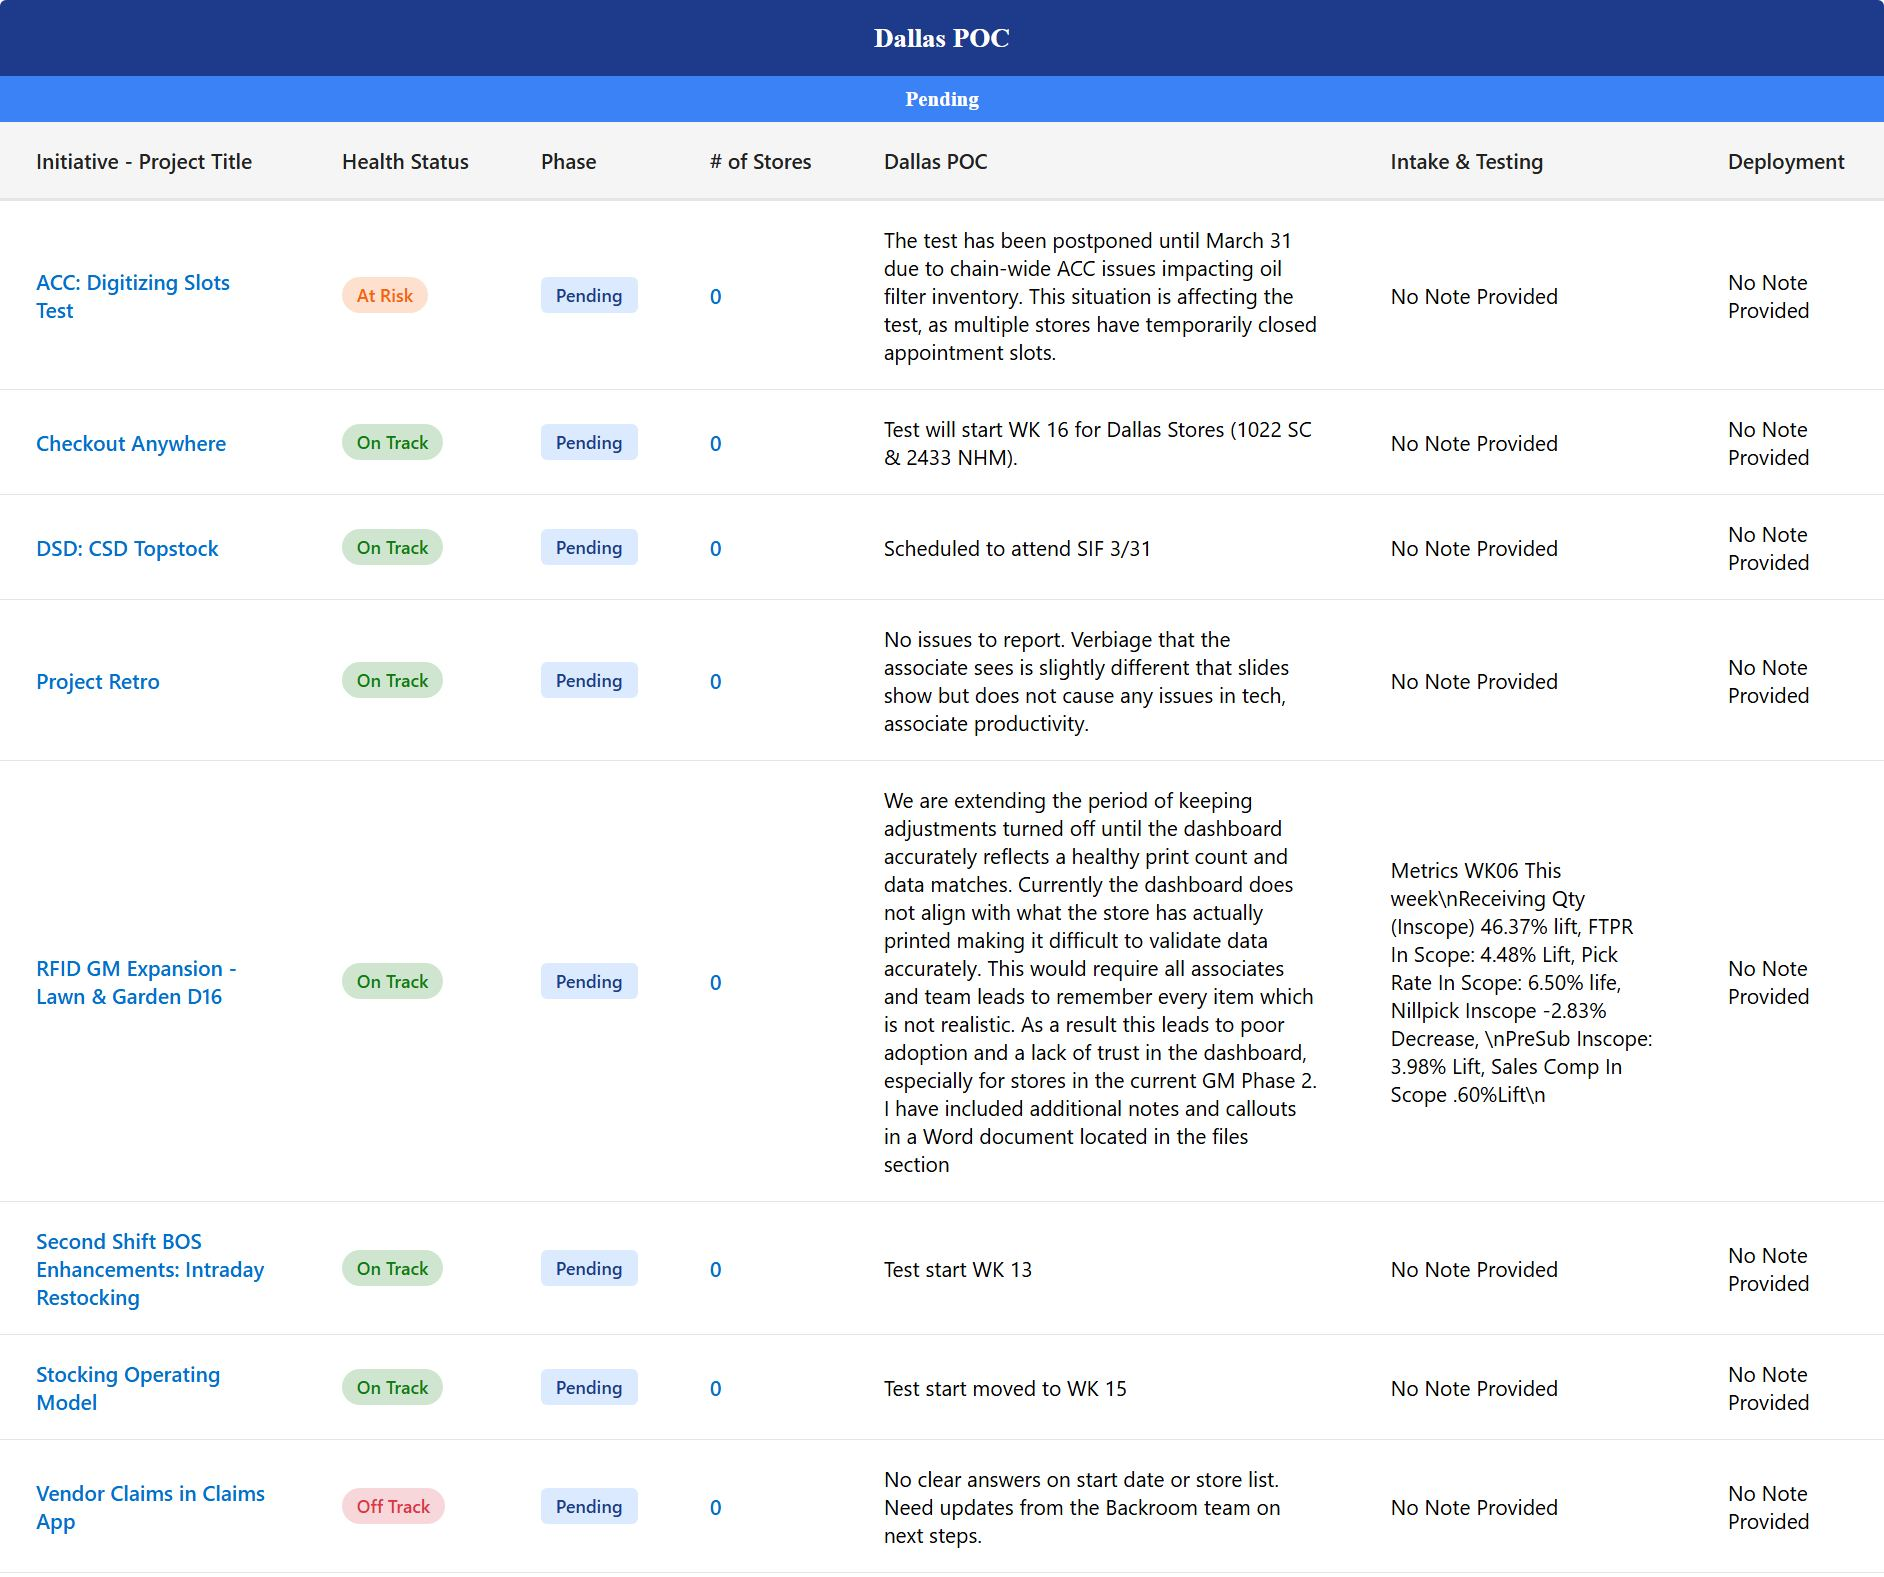 Dallas POC
Pending
Initiative - Project Title
Health Status
Phase
# of Stores
Dallas POC
Intake & Testing
Deployment
ACC: Digitizing Slots
Test
At Risk
Pending
0
The test has been postponed until March 31
due to chain-wide ACC issues impacting oil
filter inventory. This situation is affecting the
test, as multiple stores have temporarily closed
appointment slots.
No Note Provided
No Note
Provided
Checkout Anywhere
On Track
Pending
0
Test will start WK 16 for Dallas Stores (1022 SC
& 2433 NHM).
No Note Provided
No Note
Provided
DSD: CSD Topstock
On Track
Pending
0
Scheduled to attend SIF 3/31
No Note Provided
No Note
Provided
Project Retro
On Track
Pending
0
No issues to report. Verbiage that the
associate sees is slightly different that slides
show but does not cause any issues in tech,
associate productivity.
No Note Provided
No Note
Provided
RFID GM Expansion -
Lawn & Garden D16
On Track
Pending
0
We are extending the period of keeping
adjustments turned off until the dashboard
accurately reflects a healthy print count and
data matches. Currently the dashboard does
not align with what the store has actually
printed making it difficult to validate data
accurately. This would require all associates
and team leads to remember every item which
is not realistic. As a result this leads to poor
adoption and a lack of trust in the dashboard,
especially for stores in the current GM Phase 2.
I have included additional notes and callouts
in a Word document located in the files
section
Metrics WK06 This
week\nReceiving Qty
(Inscope) 46.37% lift, FTPR
In Scope: 4.48% Lift, Pick
Rate In Scope: 6.50% life,
Nillpick Inscope -2.83%
Decrease, \nPreSub Inscope:
3.98% Lift, Sales Comp In
Scope .60%Lift\n
No Note
Provided
Second Shift BOS
Enhancements: Intraday
Restocking
On Track
Pending
0
Test start WK 13
No Note Provided
No Note
Provided
Stocking Operating
Model
On Track
Pending
0
Test start moved to WK 15
No Note Provided
No Note
Provided
Vendor Claims in Claims
App
Off Track
Pending
0
No clear answers on start date or store list.
Need updates from the Backroom team on
next steps.
No Note Provided
No Note
Provided